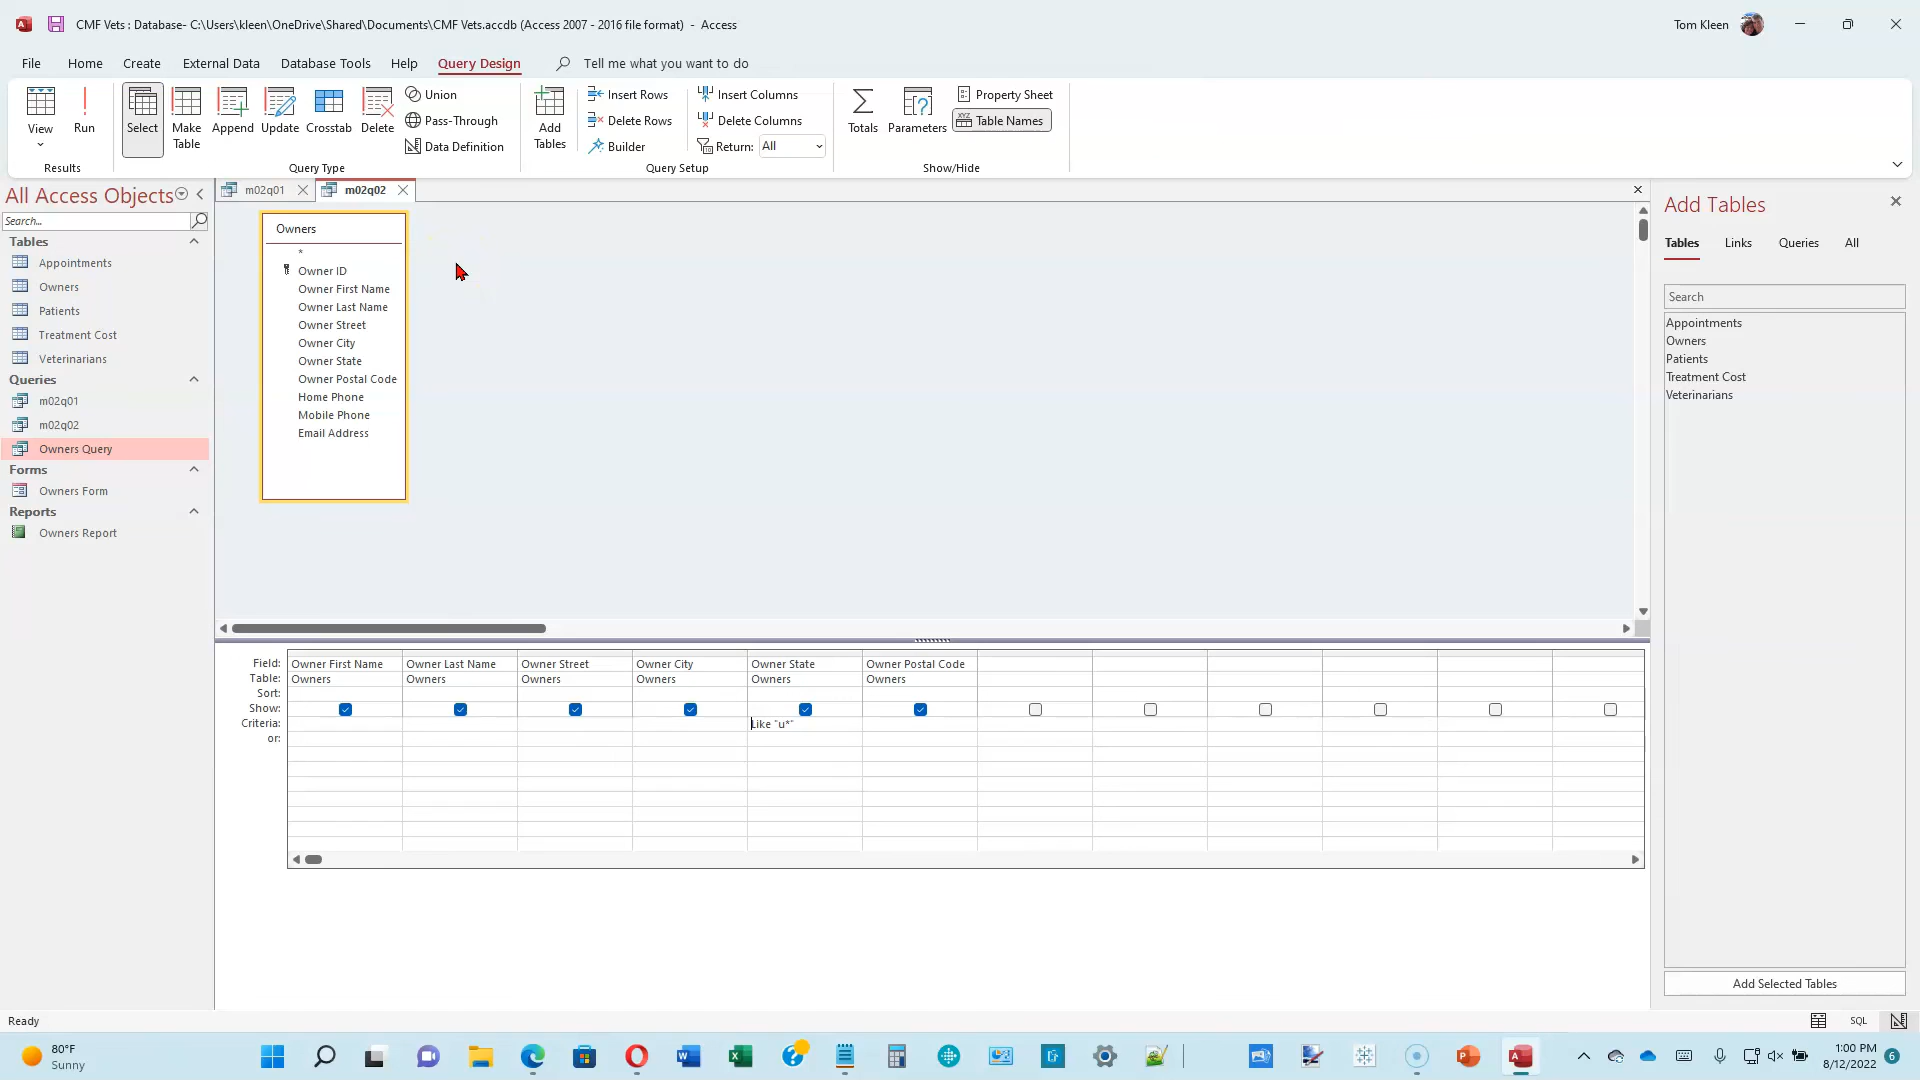 CMF Vets : Database- C:\Users\kleen\OneDrive\Shared\Documents\CMF Vets.accdb (Access 2007 - 2016 file format) - Access
Tom Kleen
File Home Create External Data Database Tools Help Query Design Tell me what you want to do
View
Run
Results
Select
Make Table
Append
Update
Crosstab
Delete
Union
Pass-Through
Data Definition
Query Type
Add Tables
Insert Rows
Delete Rows
Builder
Insert Columns
Delete Columns
Return: All
Query Setup
Totals
Parameters
Property Sheet
XYZ Table Names
Show/Hide
All Access Objects
Search...
Tables
Appointments
Owners
Patients
Treatment Cost
Veterinarians
Queries
m02q01
m02q02
Owners Query
Forms
Owners Form
Reports
Owners Report
m02q01 m02q02
Owners
*
Owner ID
Owner First Name
Owner Last Name
Owner Street
Owner City
Owner State
Owner Postal Code
Home Phone
Mobile Phone
Email Address
Field: Owner First Name Owner Last Name Owner Street Owner City Owner State Owner Postal Code
Table: Owners Owners Owners Owners Owners Owners
Sort:
Show:
Criteria: Like "u*"
or:
Add Tables
Tables Links Queries All
Search
Appointments
Owners
Patients
Treatment Cost
Veterinarians
Add Selected Tables
Ready
SQL
80°F
Sunny
1:00 PM
8/12/2022
6